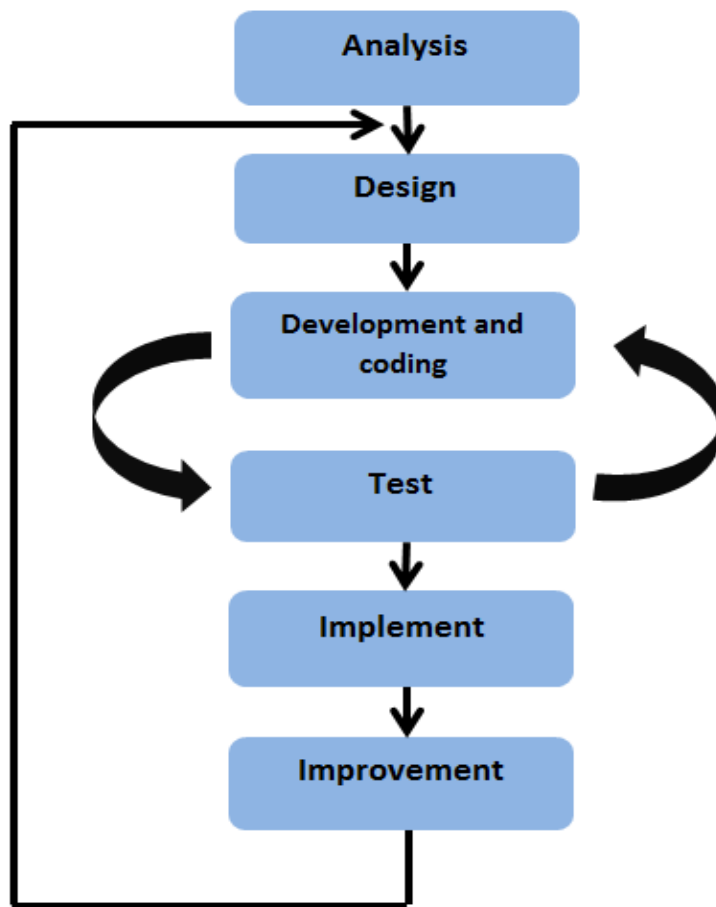 Analysis
Design
Development and
coding
Test
Implement
Improvement